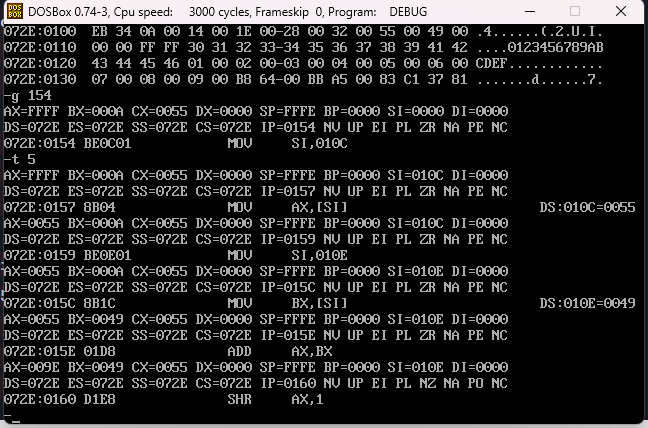 DOSBox 0.74-3, Cpu speed: 3000 cycles, Frameskip 0, Program: DEBUG
072E:0100 EB 34 0A 00 14 00 1E 00-28 00 32 00 55 00 49 00 .4......(.2.U.I.
072E:0110 00 00 FF FF 30 31 32 33-34 35 36 37 38 39 41 42 ....0123456789AB
072E:0120 43 44 45 46 01 00 02 00-03 00 04 00 05 00 06 00 CDEF............
072E:0130 07 00 08 00 09 00 B8 64-00 BB A5 00 83 C1 37 81 .......d......7.
-g 154
AX=FFFF BX=000A CX=0055 DX=0000 SP=FFFE BP=0000 SI=0000 DI=0000
DS=072E ES=072E SS=072E CS=072E IP=0154 NV UP EI PL ZR NA PE NC
072E:0154 BE0C01 MOV SI,010C
-t 5
AX=FFFF BX=000A CX=0055 DX=0000 SP=FFFE BP=0000 SI=010C DI=0000
DS=072E ES=072E SS=072E CS=072E IP=0157 NV UP EI PL ZR NA PE NC
072E:0157 8B04 MOV AX,[SI] DS:010C=0055
AX=0055 BX=000A CX=0055 DX=0000 SP=FFFE BP=0000 SI=010C DI=0000
DS=072E ES=072E SS=072E CS=072E IP=0159 NV UP EI PL ZR NA PE NC
072E:0159 BE0E01 MOV SI,010E
AX=0055 BX=000A CX=0055 DX=0000 SP=FFFE BP=0000 SI=010E DI=0000
DS=072E ES=072E SS=072E CS=072E IP=015C NV UP EI PL ZR NA PE NC
072E:015C 8B1C MOV BX,[SI] DS:010E=0049
AX=0055 BX=0049 CX=0055 DX=0000 SP=FFFE BP=0000 SI=010E DI=0000
DS=072E ES=072E SS=072E CS=072E IP=015E NV UP EI PL ZR NA PE NC
072E:015E 01D8 ADD AX,BX
AX=009E BX=0049 CX=0055 DX=0000 SP=FFFE BP=0000 SI=010E DI=0000
DS=072E ES=072E SS=072E CS=072E IP=0160 NV UP EI PL NZ NA PO NC
072E:0160 D1E8 SHR AX,1
-_